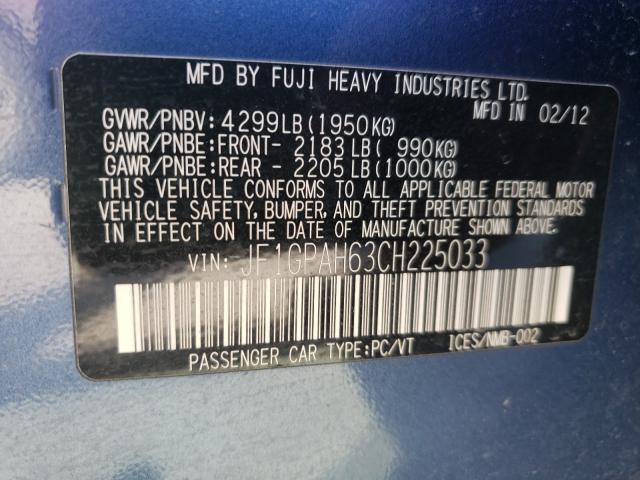 MFD BY FUJI HEAVY INDUSTRIES LTD.
MFD IN 02/12
GVWR/PNBV: 4299LB(1950KG)
GAWR/PNBE:FRONT- 2183LB( 990KG)
GAWR/PNBE:REAR - 2205LB(1000KG)
THIS VEHICLE CONFORMS TO ALL APPLICABLE FEDERAL MOTOR
VEHICLE SAFETY, BUMPER, AND THEFT PREVENTION STANDARDS
IN EFFECT ON THE DATE OF MANUFACTURE SHOWN ABOVE.
VIN: JF1GPAH63CH225033
PASSENGER CAR TYPE:PC/VT ICES/NMB-002